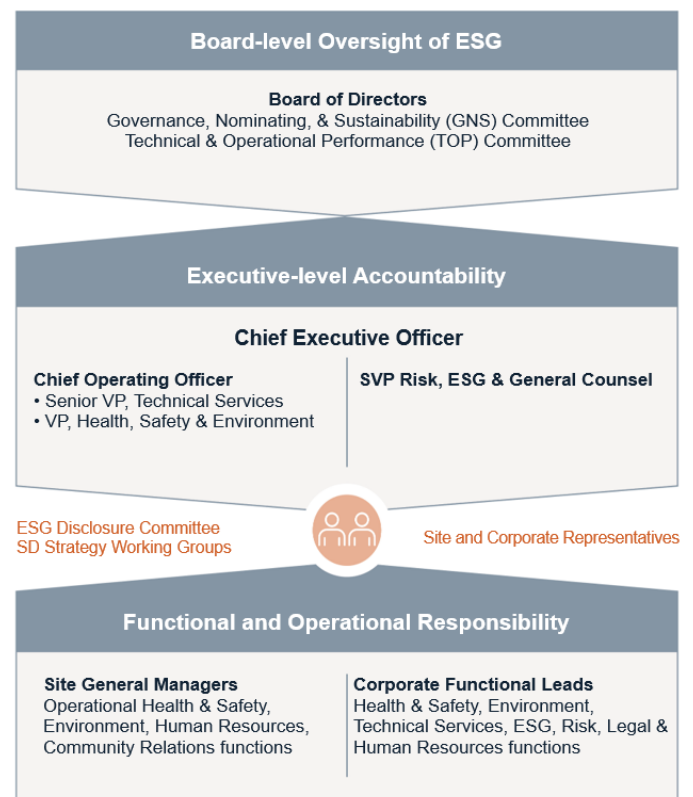 Board-level Oversight of ESG
Board of Directors
Governance, Nominating, & Sustainability (GNS) Committee
Technical & Operational Performance (TOP) Committee
Executive-level Accountability
Chief Executive Officer
Chief Operating Officer
• Senior VP, Technical Services
• VP, Health, Safety & Environment
SVP Risk, ESG & General Counsel
ESG Disclosure Committee
SD Strategy Working Groups
Site and Corporate Representatives
Functional and Operational Responsibility
Site General Managers
Operational Health & Safety,
Environment, Human Resources,
Community Relations functions
Corporate Functional Leads
Health & Safety, Environment,
Technical Services, ESG, Risk, Legal &
Human Resources functions